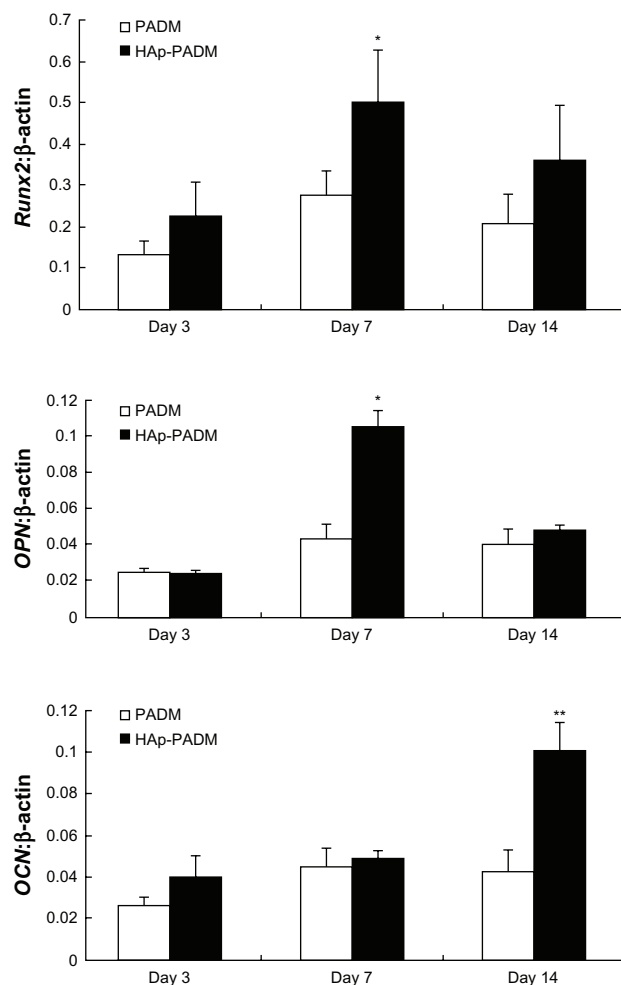 0.7
PADM
HAp-PADM
*
0.6
0.5
0.4
0.3
0.2
0.1
0
Runx2:β-actin
Day 3 Day 7 Day 14
0.12
PADM
HAp-PADM
*
0.1
0.08
0.06
0.04
0.02
0
OPN:β-actin
Day 3 Day 7 Day 14
0.12
PADM
HAp-PADM
**
0.1
0.08
0.06
0.04
0.02
0
OCN:β-actin
Day 3 Day 7 Day 14